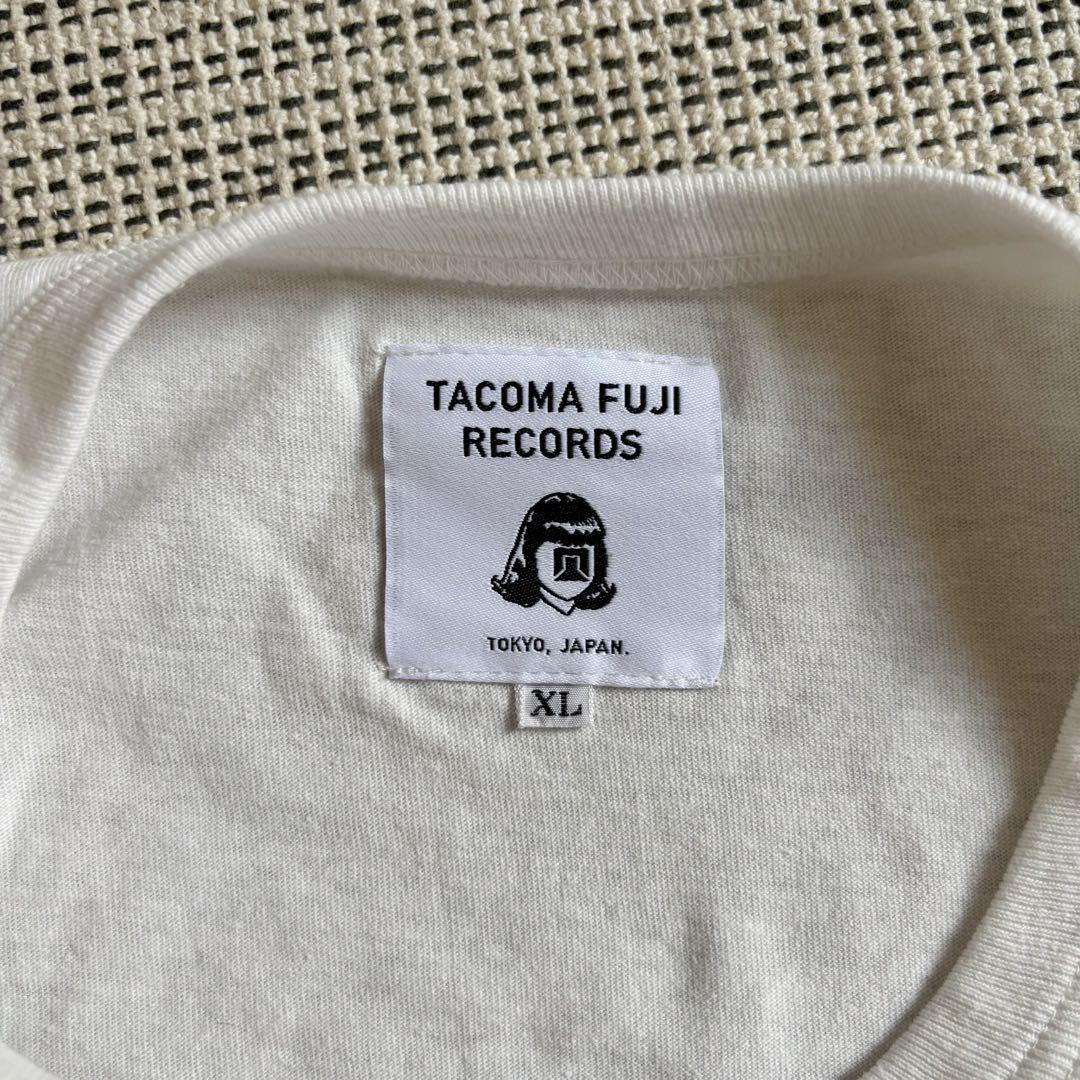 TACOMA FUJI
RECORDS
TOKYO, JAPAN.
XL